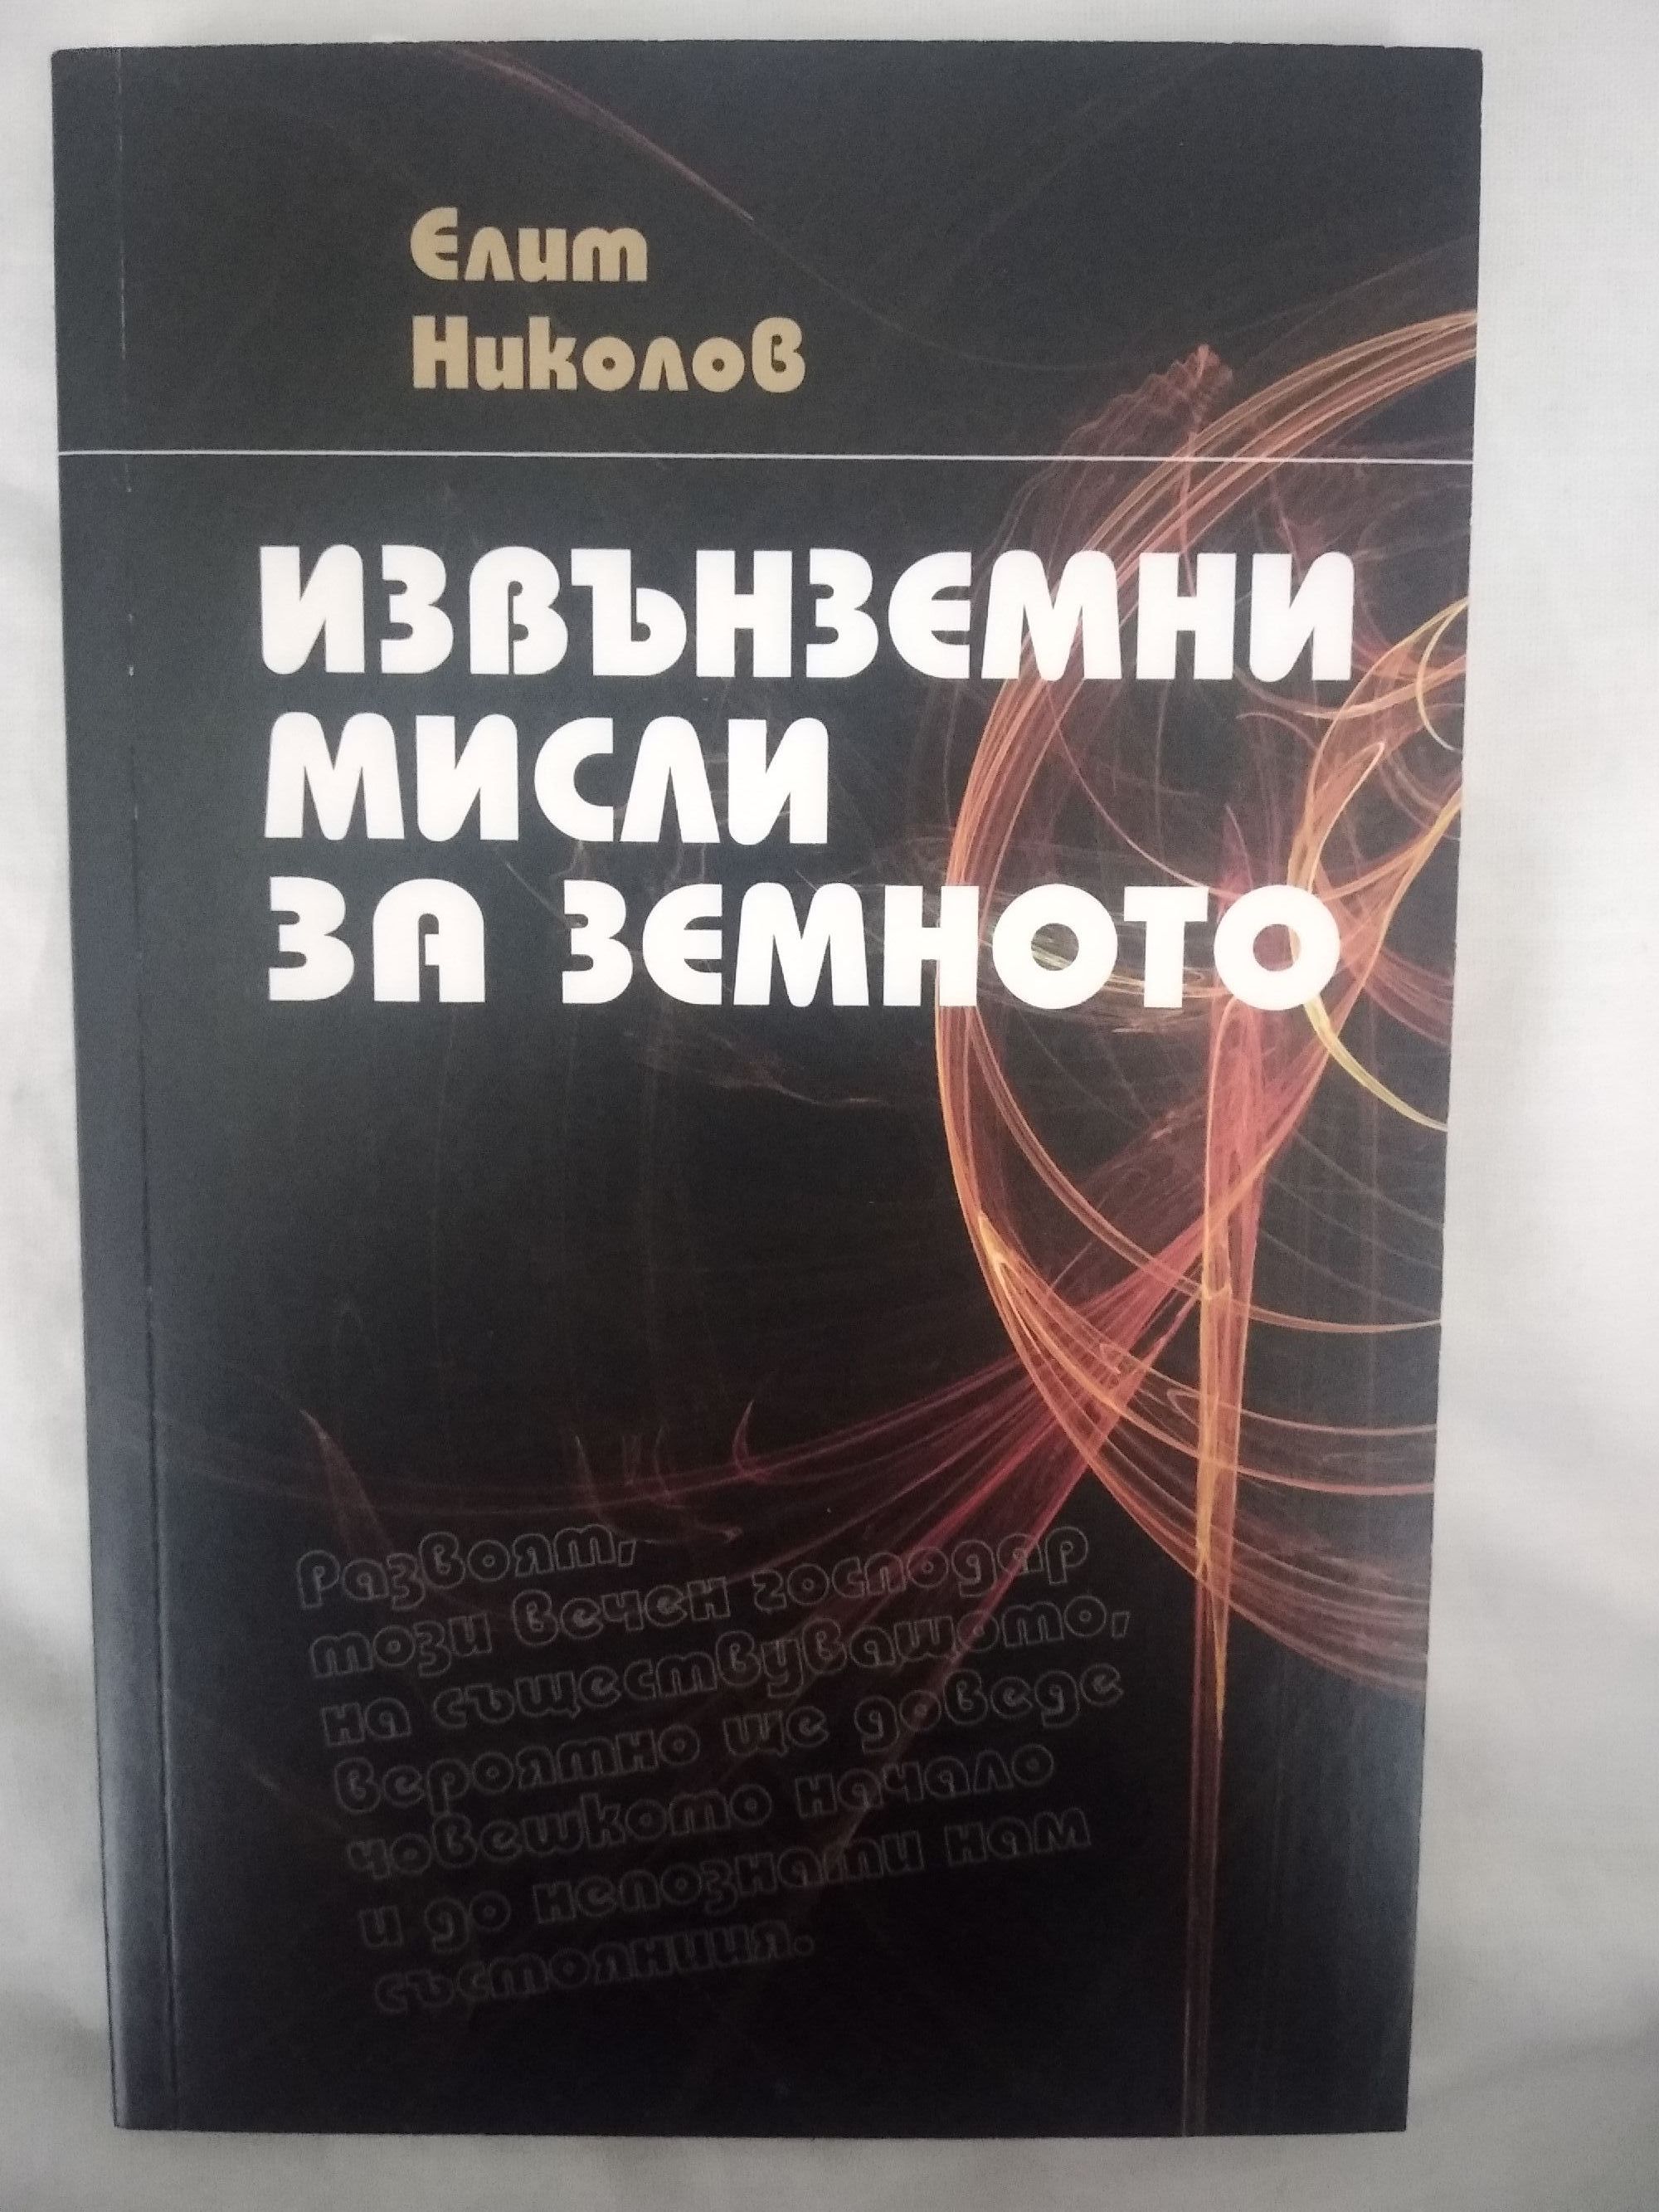 Елит
Николов
ИЗВЪНЗЕМНИ
МИСЛИ
ЗА ЗЕМНОТО
Развоят,
този вечен господар
на съществуващото,
вероятно ще доведе
човешкото начало
и до непознати нам
състояниия.